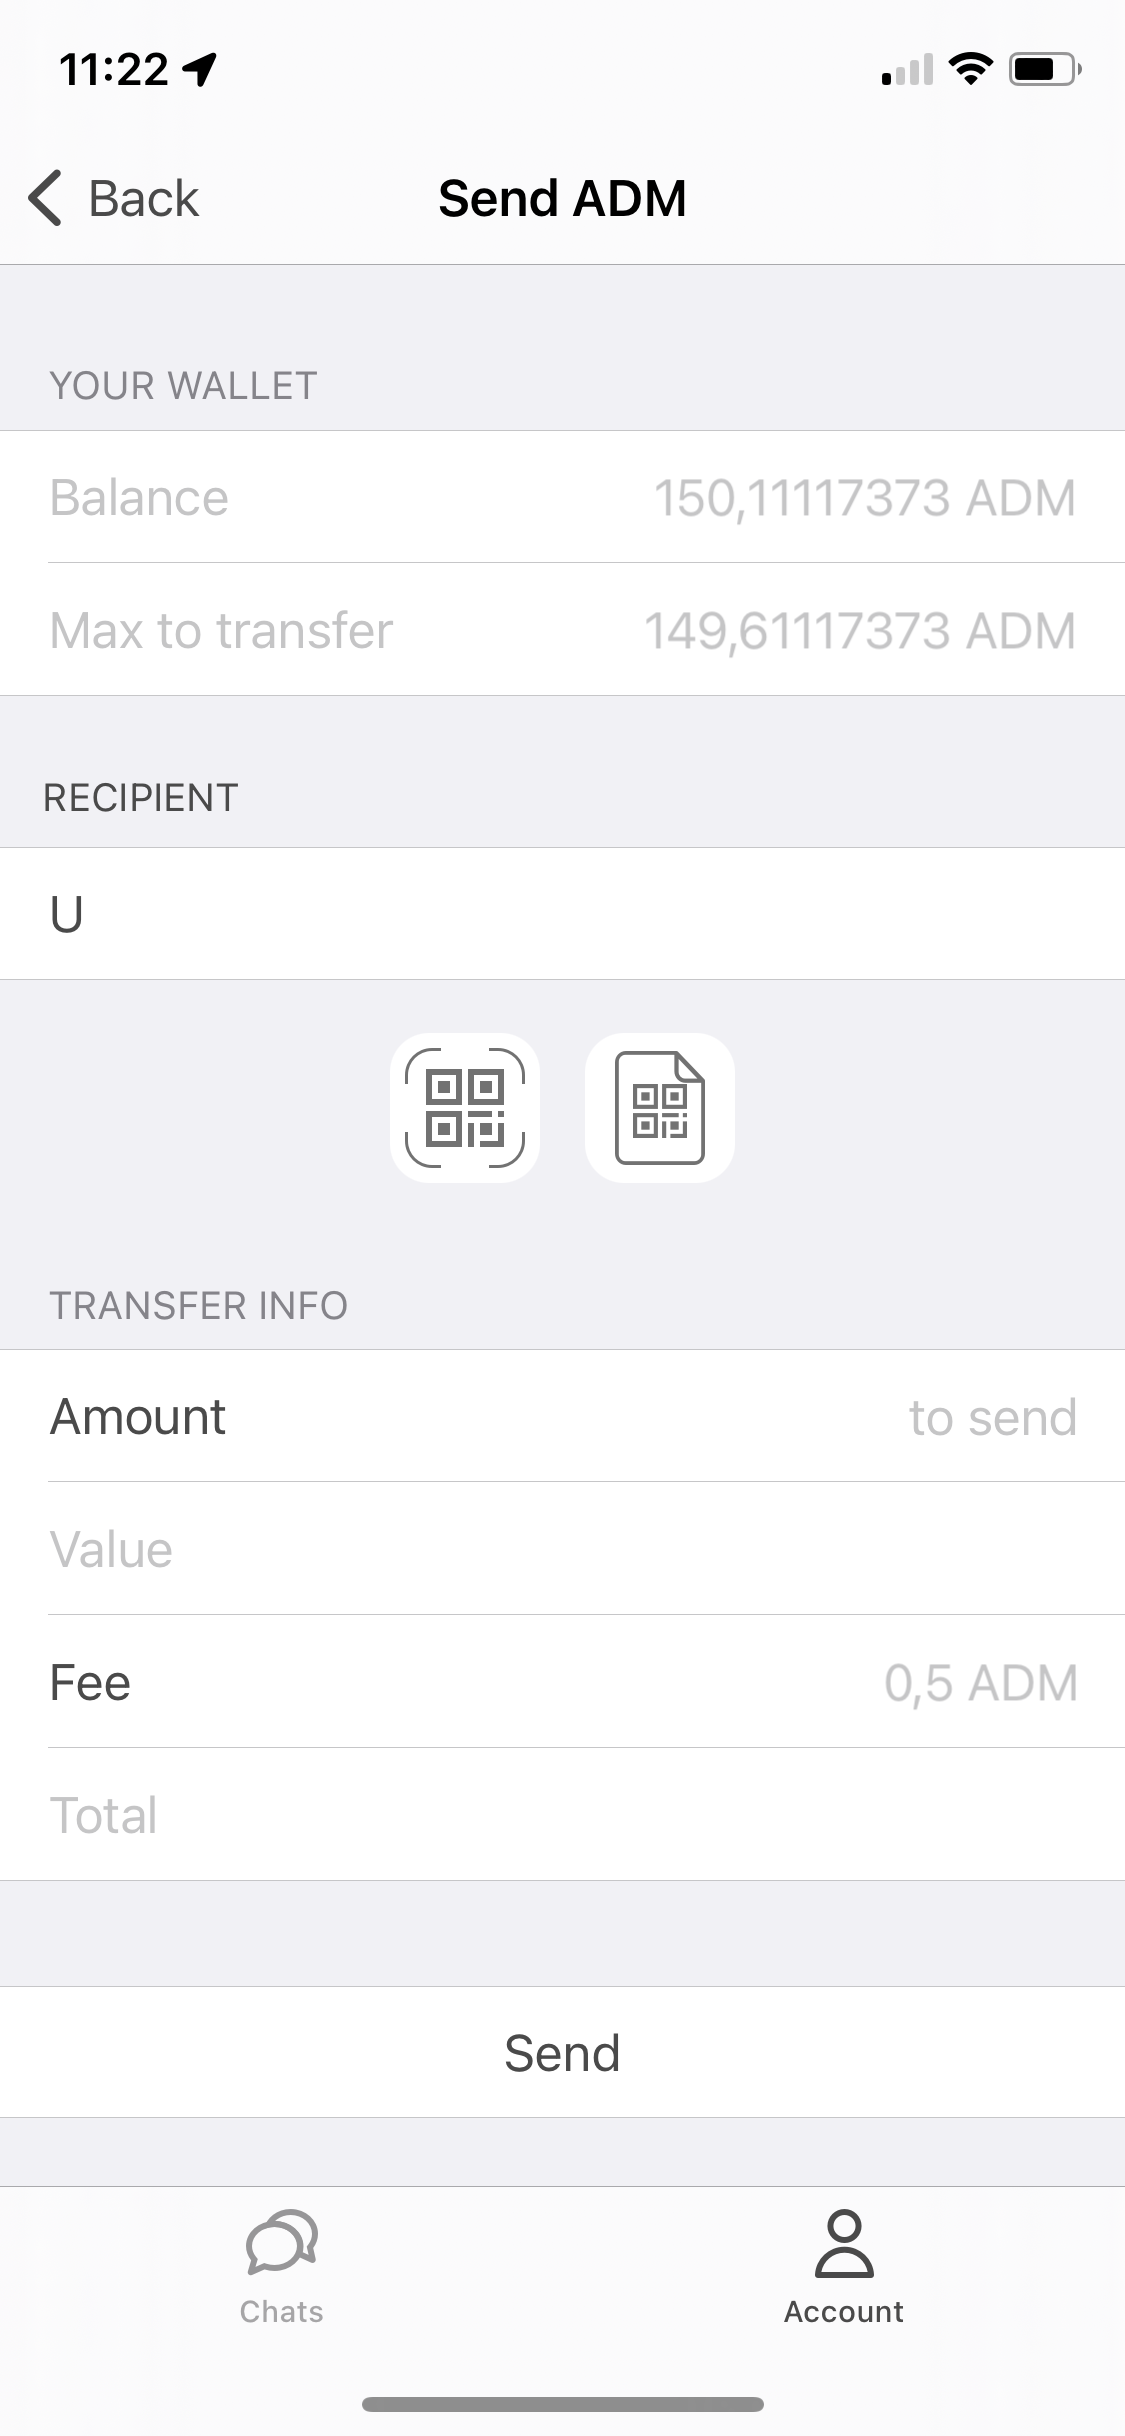 11:22
Back
Send ADM
YOUR WALLET
Balance 150,11117373 ADM
Max to transfer 149,61117373 ADM
RECIPIENT
U
TRANSFER INFO
Amount to send
Value
Fee 0,5 ADM
Total
Send
Chats
Account